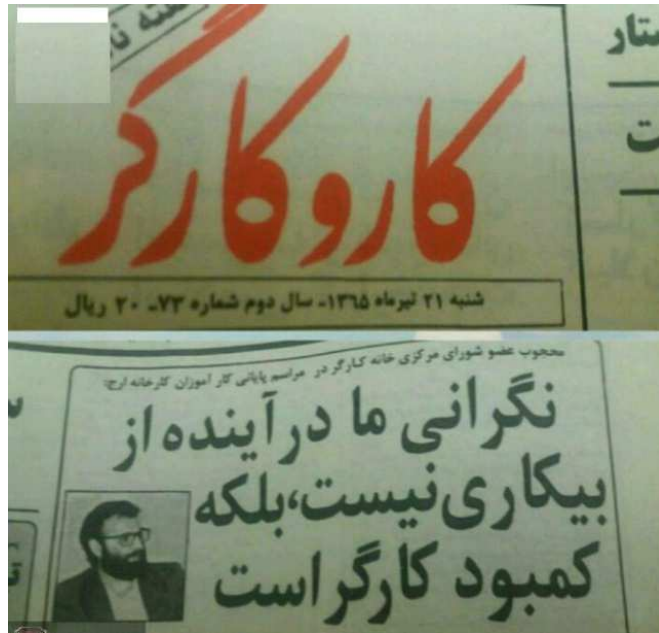 ستار
ت
کار و کارگر
شنبه ۲۱ تیرماه ۱۳۶۵- سال دوم شماره ۷۳- ۲۰ ریال
محجوب عضو شورای مرکزی خانه کارگر در مراسم پایانی کار آموزان کارخانه ارج:
نگرانی ما در آینده از
بیکاری نیست، بلکه
کمبود کارگر است